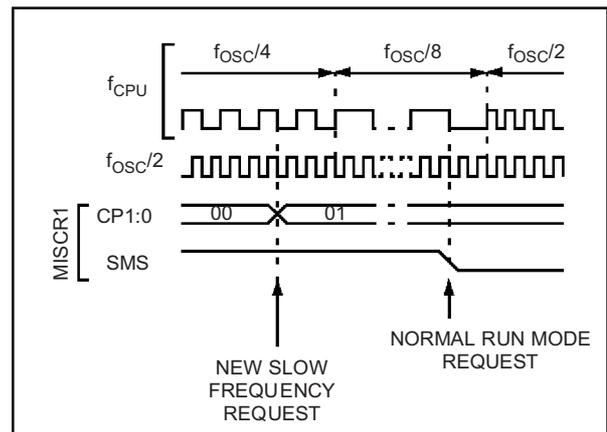 fOSC/4 fOSC/8 fOSC/2
fCPU
fOSC/2
MISCR1
CP1:0 00 01
SMS
NEW SLOW
FREQUENCY
REQUEST
NORMAL RUN MODE
REQUEST